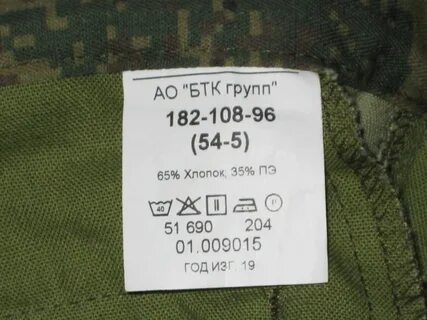 АО "БТК групп"
182-108-96
(54-5)
65% Хлопок, 35% ПЭ
40 P
51 690 204
01.009015
ГОД ИЗГ. 19